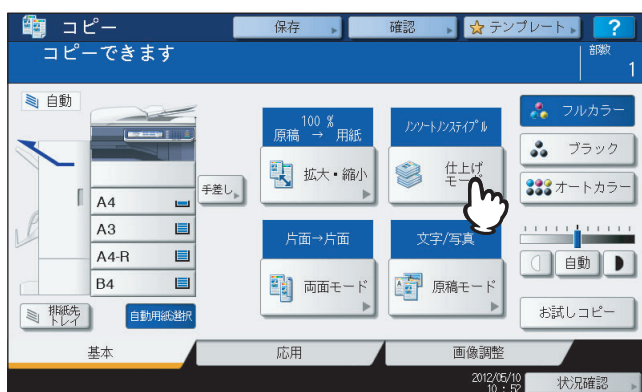 コピー
保存
確認
テンプレート
?
コピーできます
部数
1
自動
100 %
原稿 → 用紙
ノンソートノンステイプル
フルカラー
拡大・縮小
仕上げ
モード
ブラック
手差し
オートカラー
A4
A3
A4-R
B4
片面→片面
文字/写真
自動
両面モード
原稿モード
排紙先
トレイ
自動用紙選択
お試しコピー
基本
応用
画像調整
2012/05/10
10 : 52
状況確認